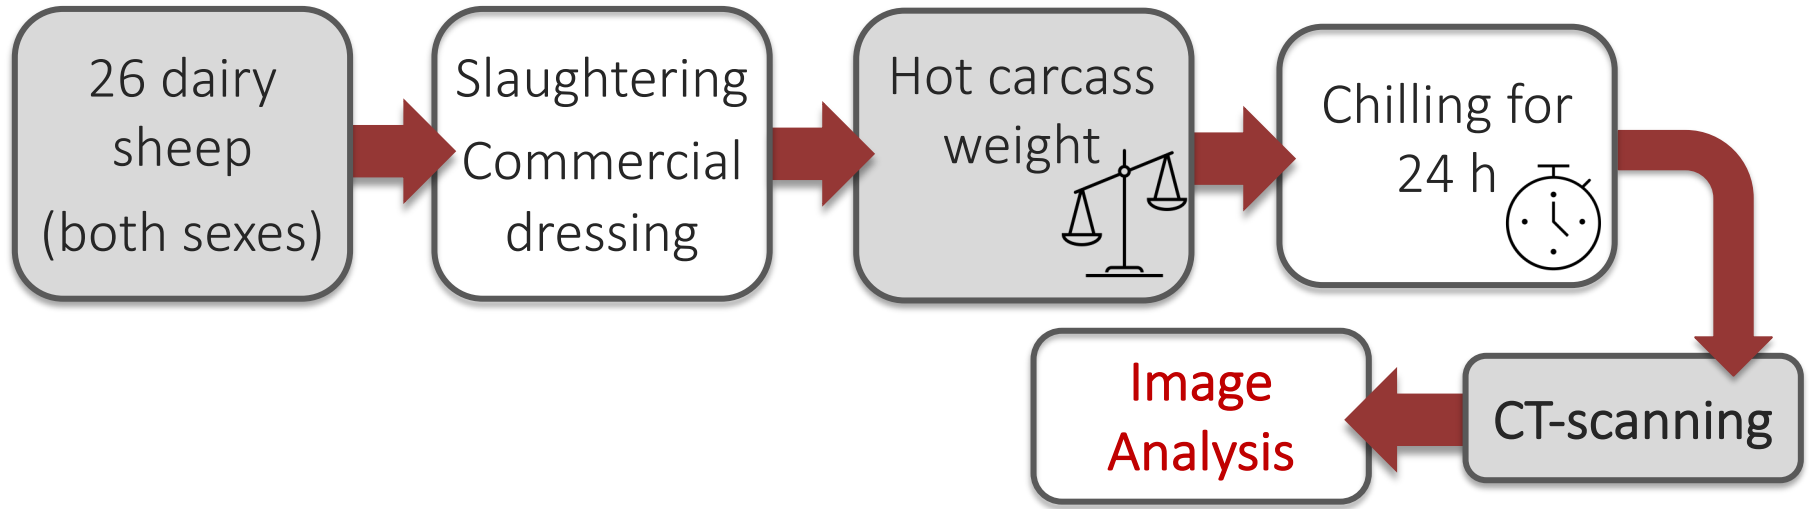 26 dairy
sheep
(both sexes)
Slaughtering
Commercial
dressing
Hot carcass
weight
Chilling for
24 h
CT-scanning
Image
Analysis